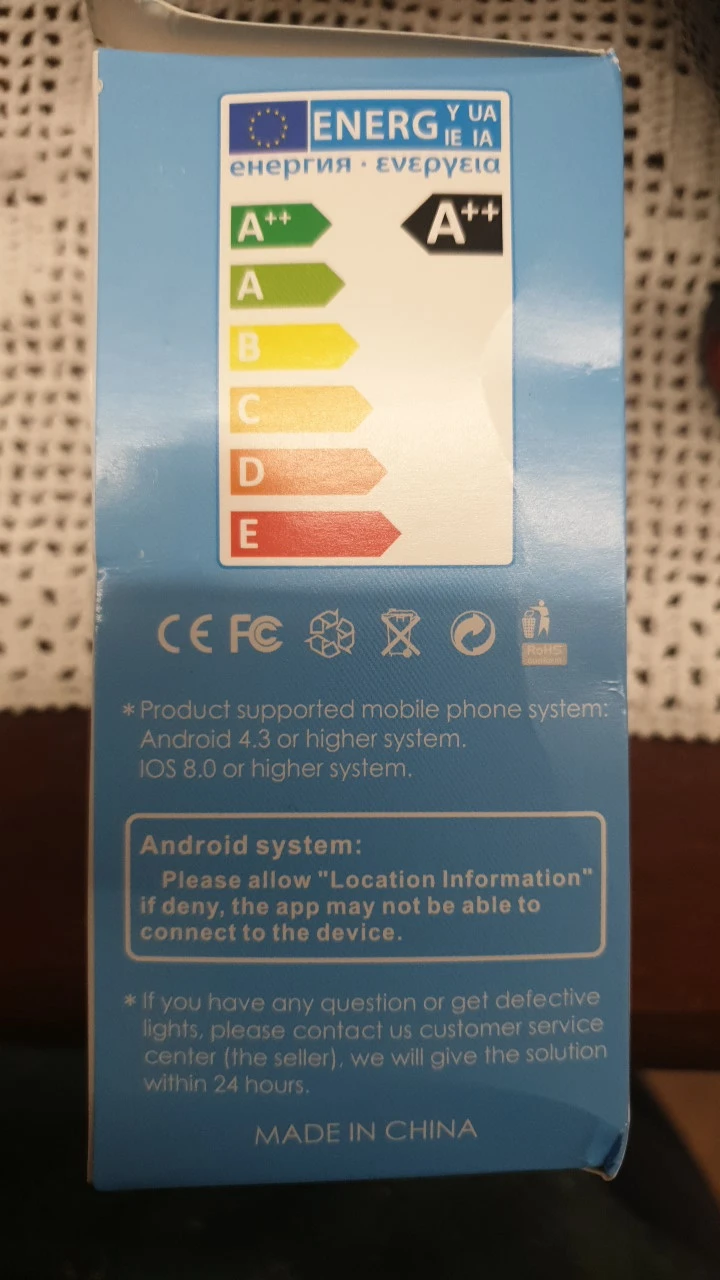 ENERG Y UA
IE IA
енергия · ενεργεια
A++ A++
A
B
C
D
E
CE FC
RoHS
*Product supported mobile phone system:
Android 4.3 or higher system.
IOS 8.0 or higher system.
Android system:
Please allow "Location Information"
if deny, the app may not be able to
connect to the device.
*If you have any question or get defective
lights, please contact us customer service
center (the seller), we will give the solution
within 24 hours.
MADE IN CHINA